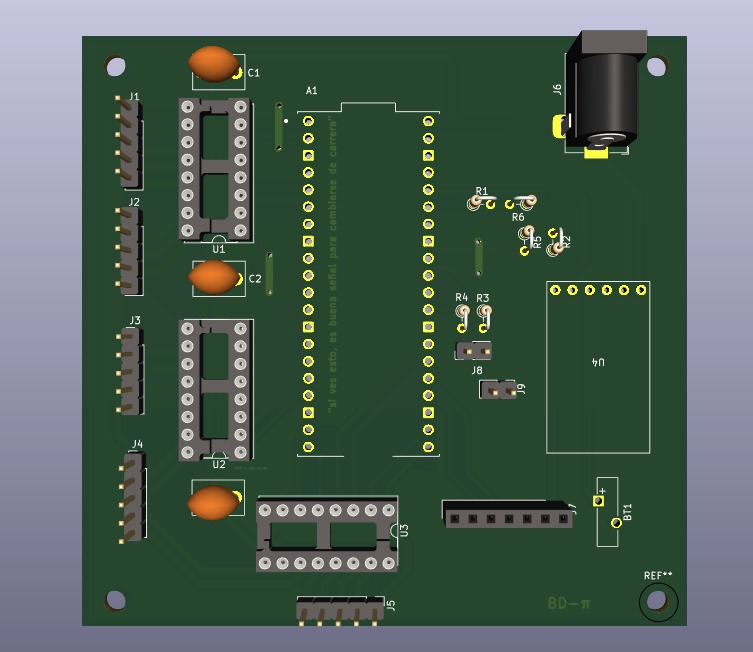 C1
A1
J6
J1
"al ves esto, es buena señal para cambiarse de carrera"
J2
R1
R6
U1
R5
R2
C2
R4
R3
J3
U4
J8
J9
J4
U2
+
J7
BT1
U3
REF**
J5
BD-π